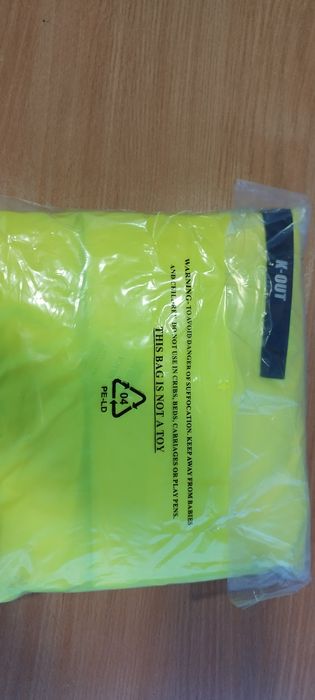 K-OUT
WARNING- TO AVOID DANGER OF SUFFOCATION. KEEP AWAY FROM BABIES
AND CHILDREN. DO NOT USE IN CRIBS, BEDS, CARRIAGES OR PLAY PENS.
THIS BAG IS NOT A TOY
04
PE-LD